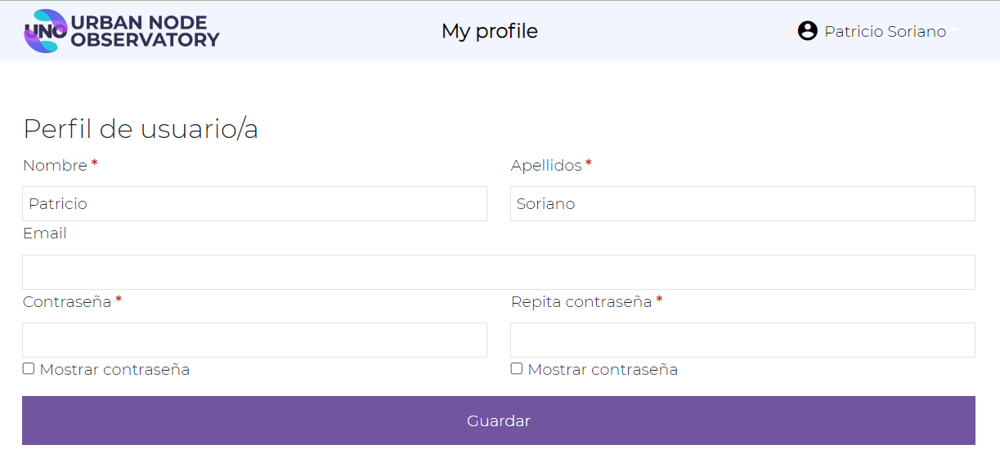 UNO URBAN NODE
OBSERVATORY
My profile
Patricio Soriano
Perfil de usuario/a
Nombre *
Apellidos *
Patricio
Soriano
Email
Contraseña *
Repita contraseña *
Mostrar contraseña
Mostrar contraseña
Guardar